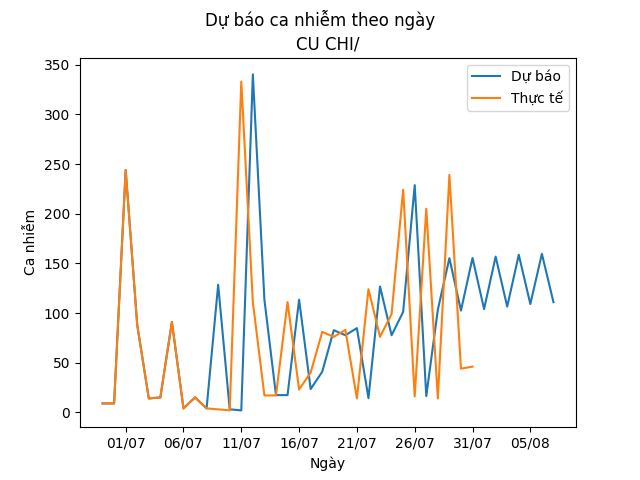 Dự báo ca nhiễm theo ngày
CU CHI/
Dự báo
Thực tế
350
300
250
200
150
100
50
0
Ca nhiễm
01/07 06/07 11/07 16/07 21/07 26/07 31/07 05/08
Ngày